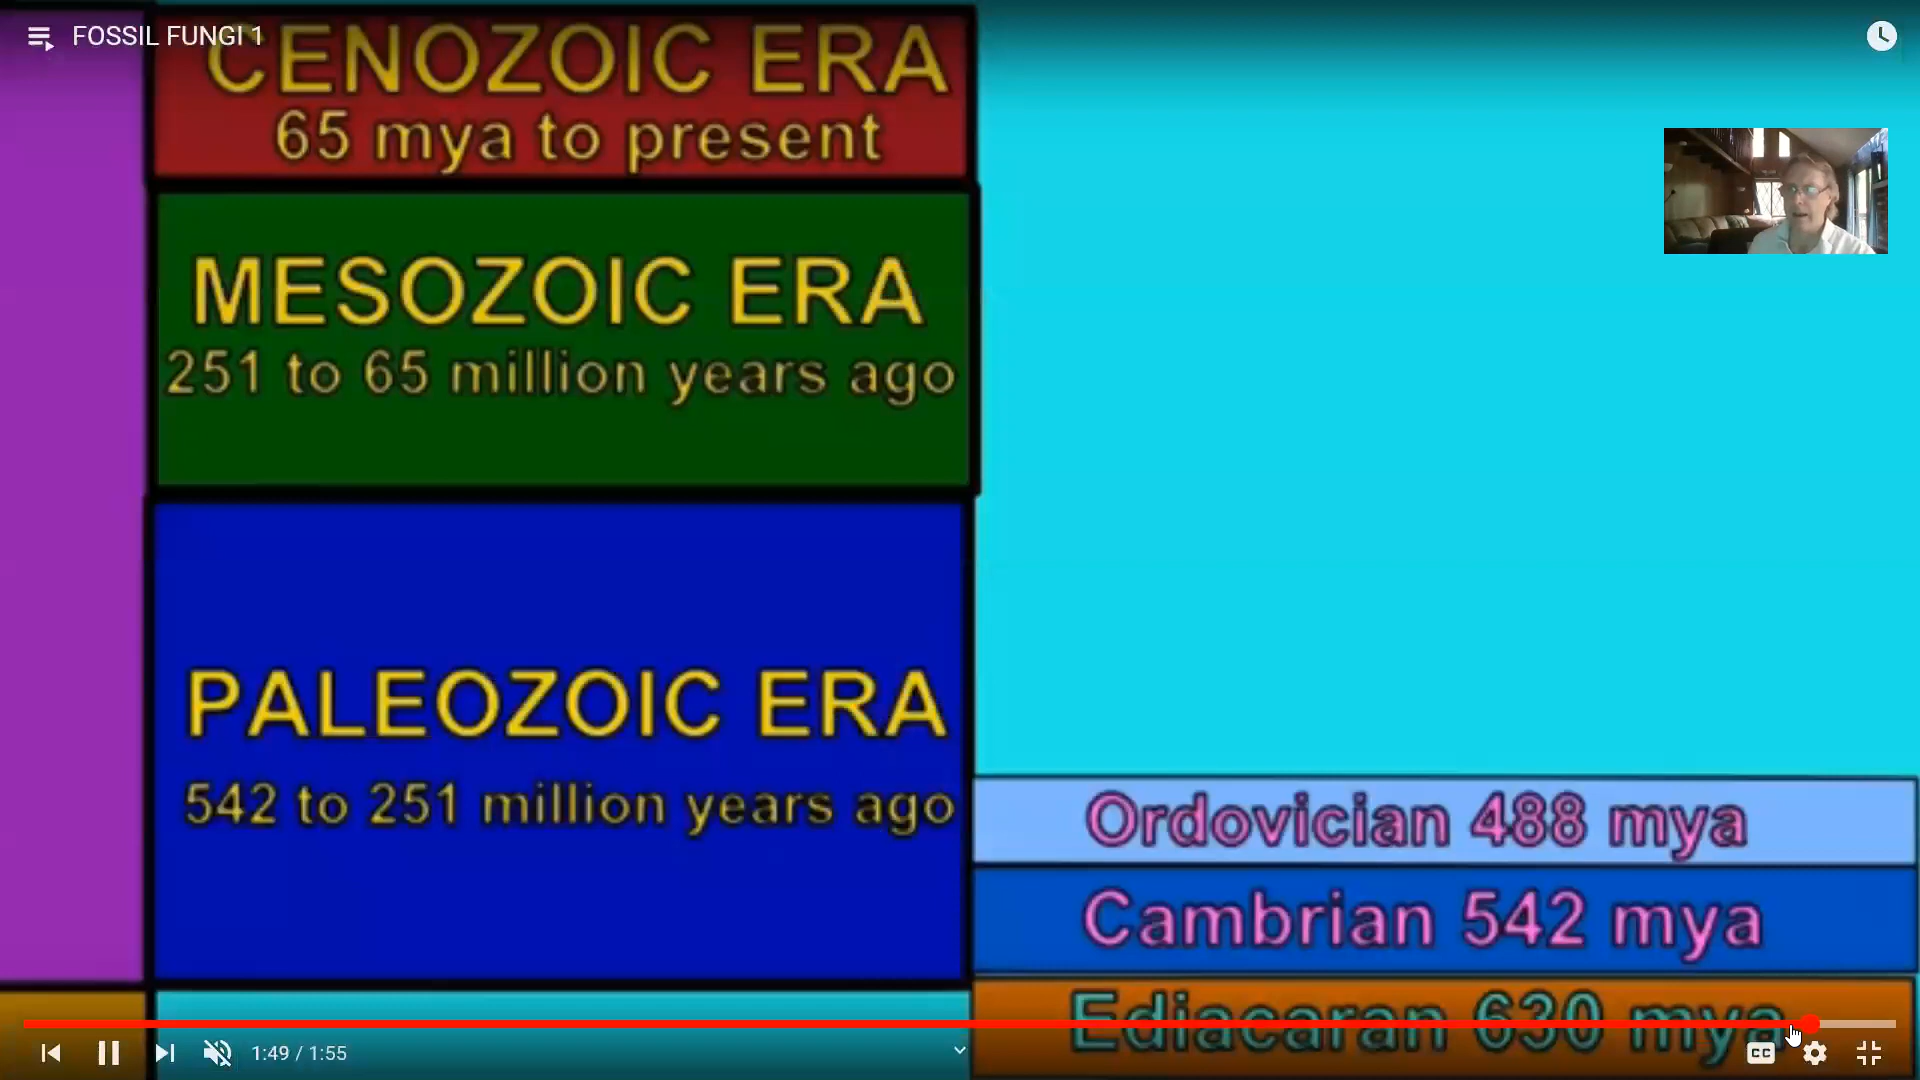 FOSSIL FUNGI 1
CENOZOIC ERA
65 mya to present
MESOZOIC ERA
251 to 65 million years ago
PALEOZOIC ERA
542 to 251 million years ago
Ordovician 488 mya
Cambrian 542 mya
Ediacaran 630 mya
1:49 / 1:55
CC